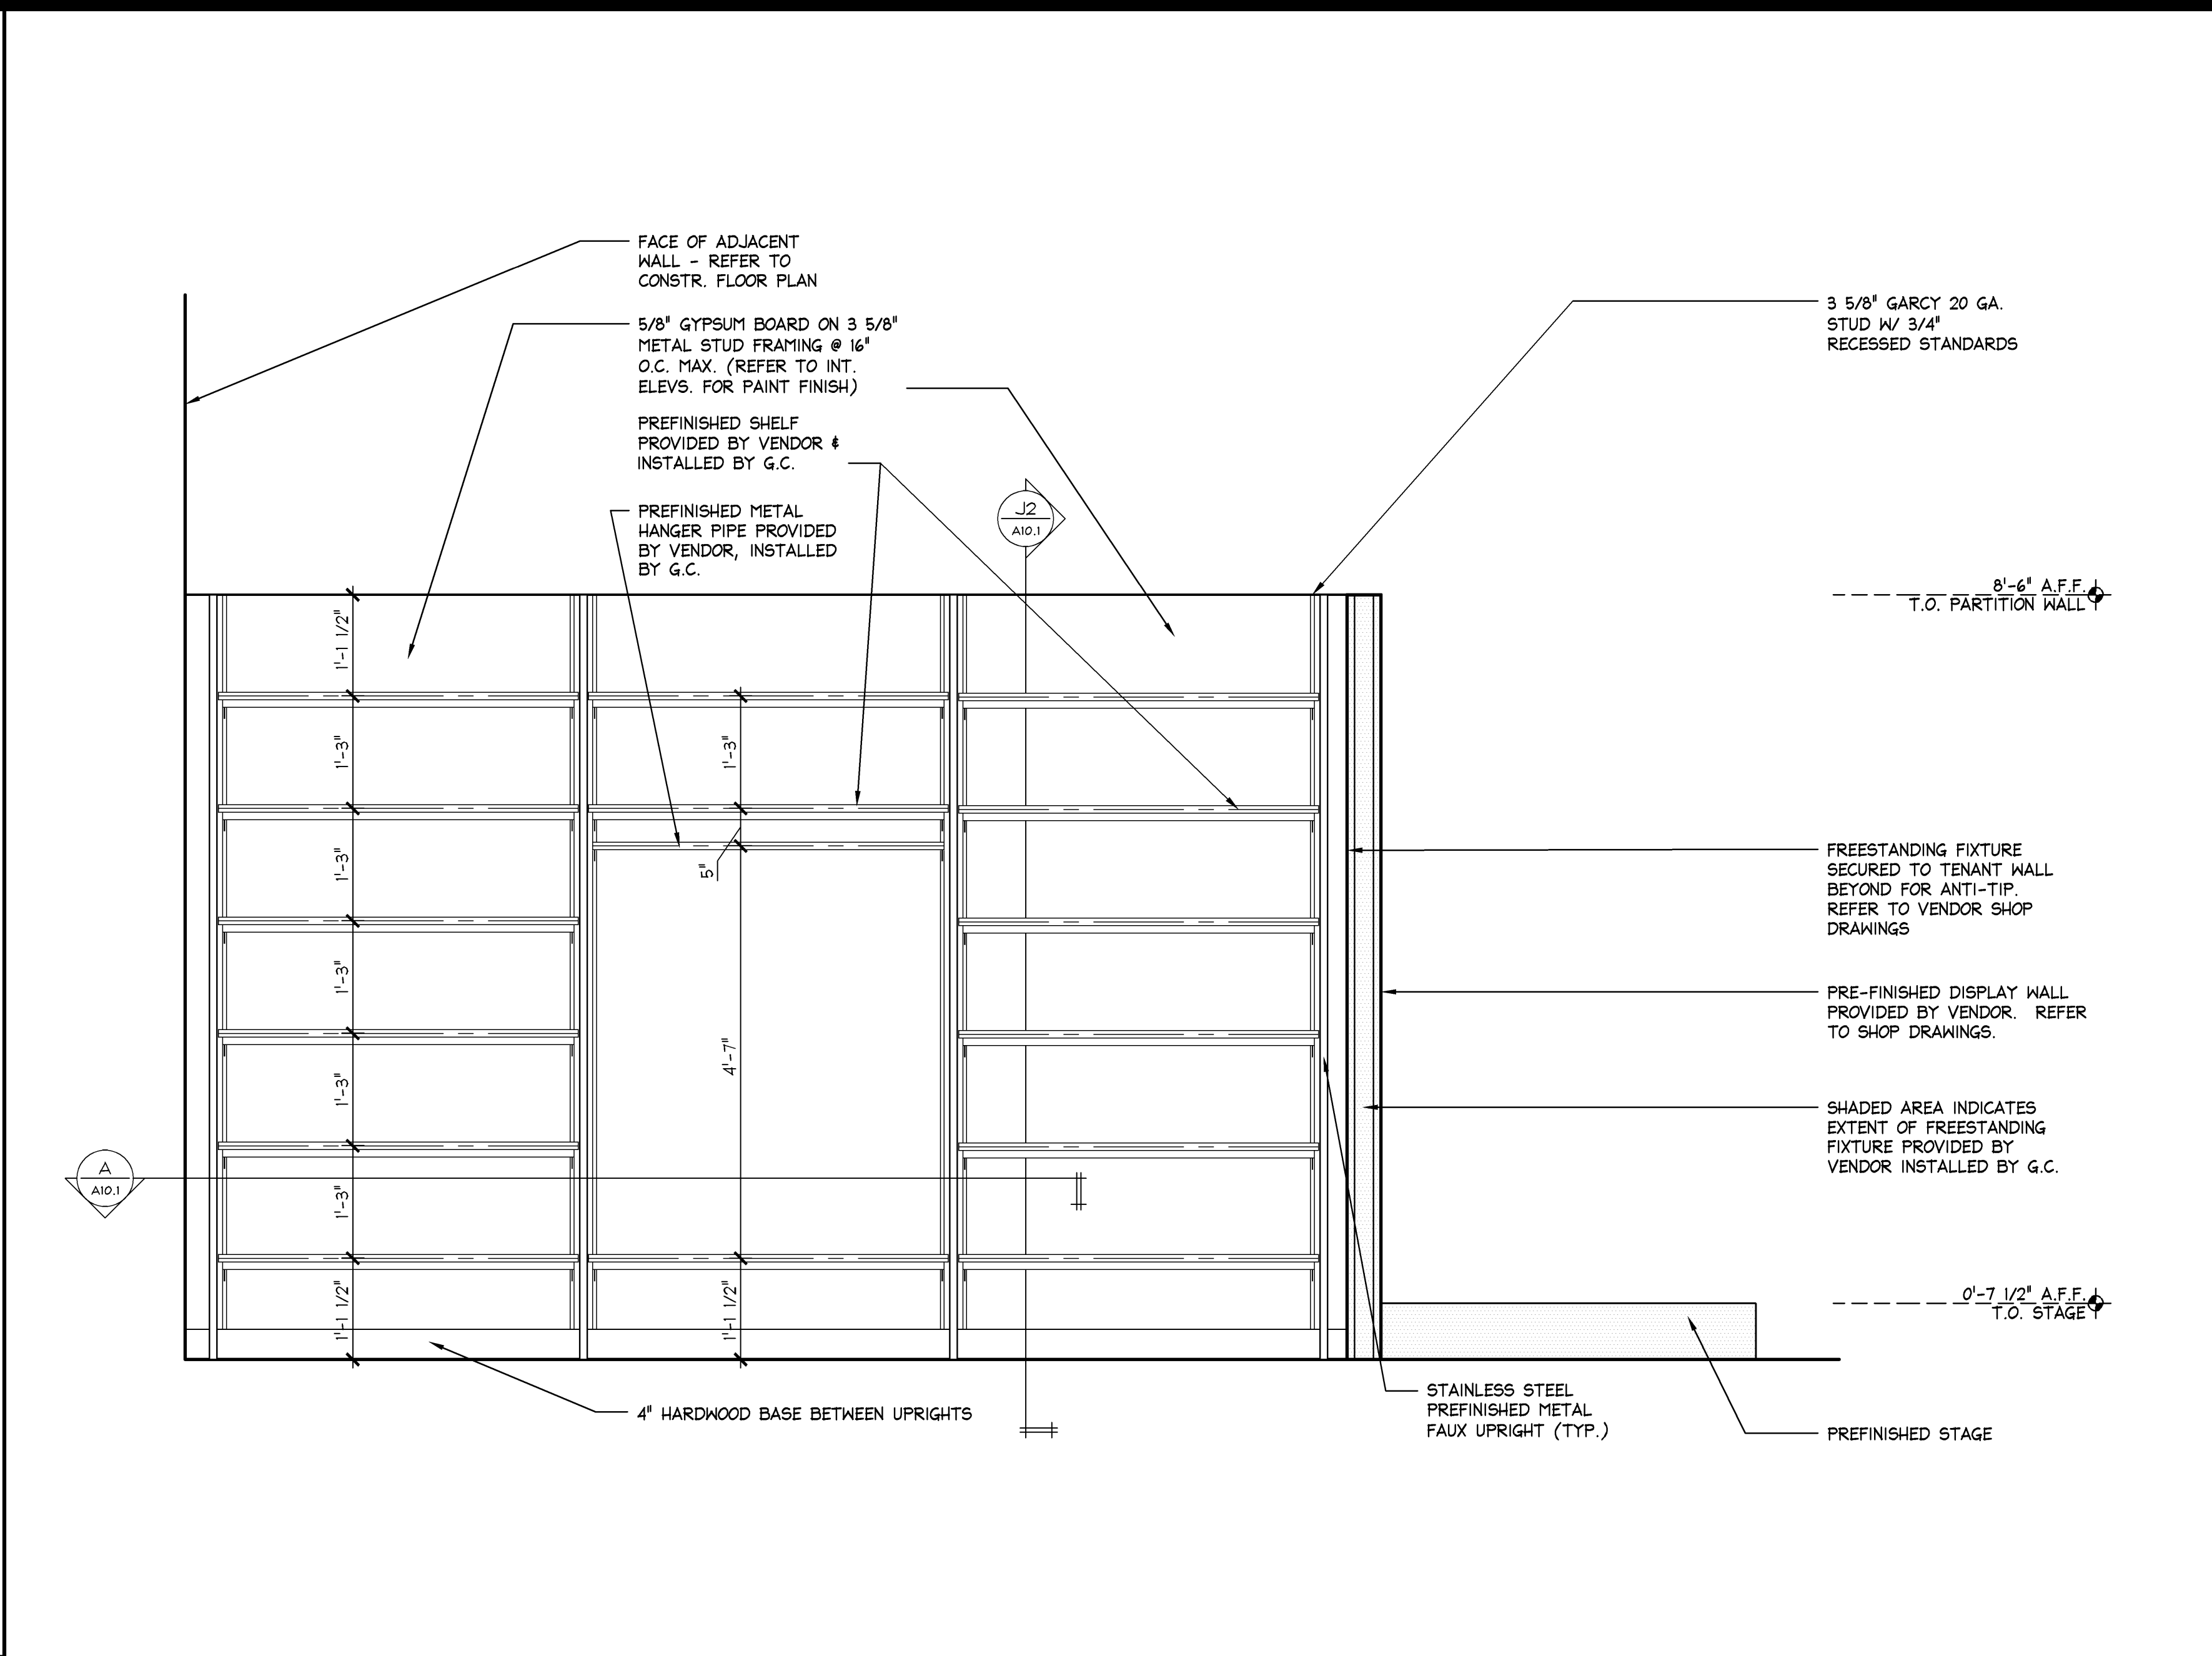 FACE OF ADJACENT
WALL - REFER TO
CONSTR. FLOOR PLAN
5/8" GYPSUM BOARD ON 3 5/8"
METAL STUD FRAMING @ 16"
O.C. MAX. (REFER TO INT.
ELEVS. FOR PAINT FINISH)
PREFINISHED SHELF
PROVIDED BY VENDOR &
INSTALLED BY G.C.
PREFINISHED METAL
HANGER PIPE PROVIDED
BY VENDOR, INSTALLED
BY G.C.
J2
A10.1
3 5/8" GARCY 20 GA.
STUD W/ 3/4"
RECESSED STANDARDS
8'-6" A.F.F.
T.O. PARTITION WALL
1'-1 1/2"
1'-3"
1'-3"
1'-3"
1'-3"
1'-3"
1'-1 1/2"
1'-3"
5"
4'-7"
1'-1 1/2"
A
A10.1
FREESTANDING FIXTURE
SECURED TO TENANT WALL
BEYOND FOR ANTI-TIP.
REFER TO VENDOR SHOP
DRAWINGS
PRE-FINISHED DISPLAY WALL
PROVIDED BY VENDOR. REFER
TO SHOP DRAWINGS.
SHADED AREA INDICATES
EXTENT OF FREESTANDING
FIXTURE PROVIDED BY
VENDOR INSTALLED BY G.C.
0'-7 1/2" A.F.F.
T.O. STAGE
4" HARDWOOD BASE BETWEEN UPRIGHTS
STAINLESS STEEL
PREFINISHED METAL
FAUX UPRIGHT (TYP.)
PREFINISHED STAGE